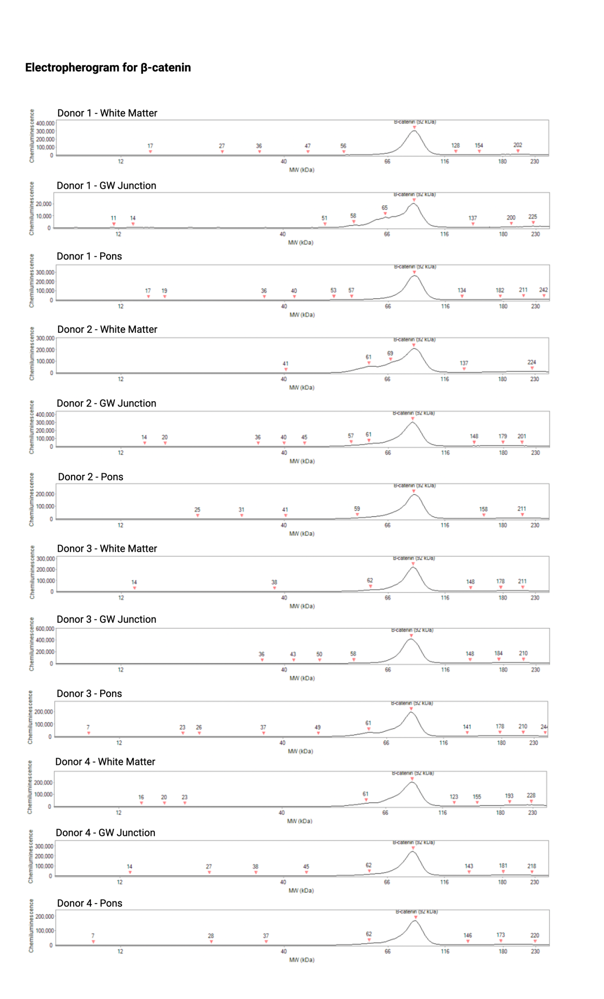 Electropherogram for β-catenin
Donor 1 - White Matter
Chemiluminescence
400,000
300,000
200,000
100,000
0
B-catenin (92 kDa)
17 27 36 47 56 128 154 202
12 40 66 116 180 230
MW (kDa)
Donor 1 - GW Junction
Chemiluminescence
20,000
10,000
0
B-catenin (92 kDa)
11 14 51 58 65 137 200 225
12 40 66 116 180 230
MW (kDa)
Donor 1 - Pons
Chemiluminescence
300,000
200,000
100,000
0
B-catenin (92 kDa)
17 19 36 40 53 57 134 182 211 242
12 40 66 116 180 230
MW (kDa)
Donor 2 - White Matter
Chemiluminescence
300,000
200,000
100,000
0
B-catenin (92 kDa)
41 61 69 137 224
12 40 66 116 180 230
MW (kDa)
Donor 2 - GW Junction
Chemiluminescence
400,000
300,000
200,000
100,000
0
B-catenin (92 kDa)
14 20 36 40 45 57 61 148 179 201
12 40 66 116 180 230
MW (kDa)
Donor 2 - Pons
Chemiluminescence
200,000
100,000
0
B-catenin (92 kDa)
25 31 41 59 158 211
12 40 66 116 180 230
MW (kDa)
Donor 3 - White Matter
Chemiluminescence
300,000
200,000
100,000
0
B-catenin (92 kDa)
14 38 62 148 178 211
12 40 66 116 180 230
MW (kDa)
Donor 3 - GW Junction
Chemiluminescence
600,000
400,000
200,000
0
B-catenin (92 kDa)
36 43 50 58 148 184 210
12 40 66 116 180 230
MW (kDa)
Donor 3 - Pons
Chemiluminescence
200,000
100,000
0
B-catenin (92 kDa)
7 23 26 37 49 61 141 178 210 244
12 40 66 116 180 230
MW (kDa)
Donor 4 - White Matter
Chemiluminescence
200,000
100,000
0
B-catenin (92 kDa)
16 20 23 61 123 155 193 228
12 40 66 116 180 230
MW (kDa)
Donor 4 - GW Junction
Chemiluminescence
300,000
200,000
100,000
0
B-catenin (92 kDa)
14 27 38 45 62 143 181 218
12 40 66 116 180 230
MW (kDa)
Donor 4 - Pons
Chemiluminescence
200,000
100,000
0
B-catenin (92 kDa)
7 28 37 62 146 173 220
12 40 66 116 180 230
MW (kDa)